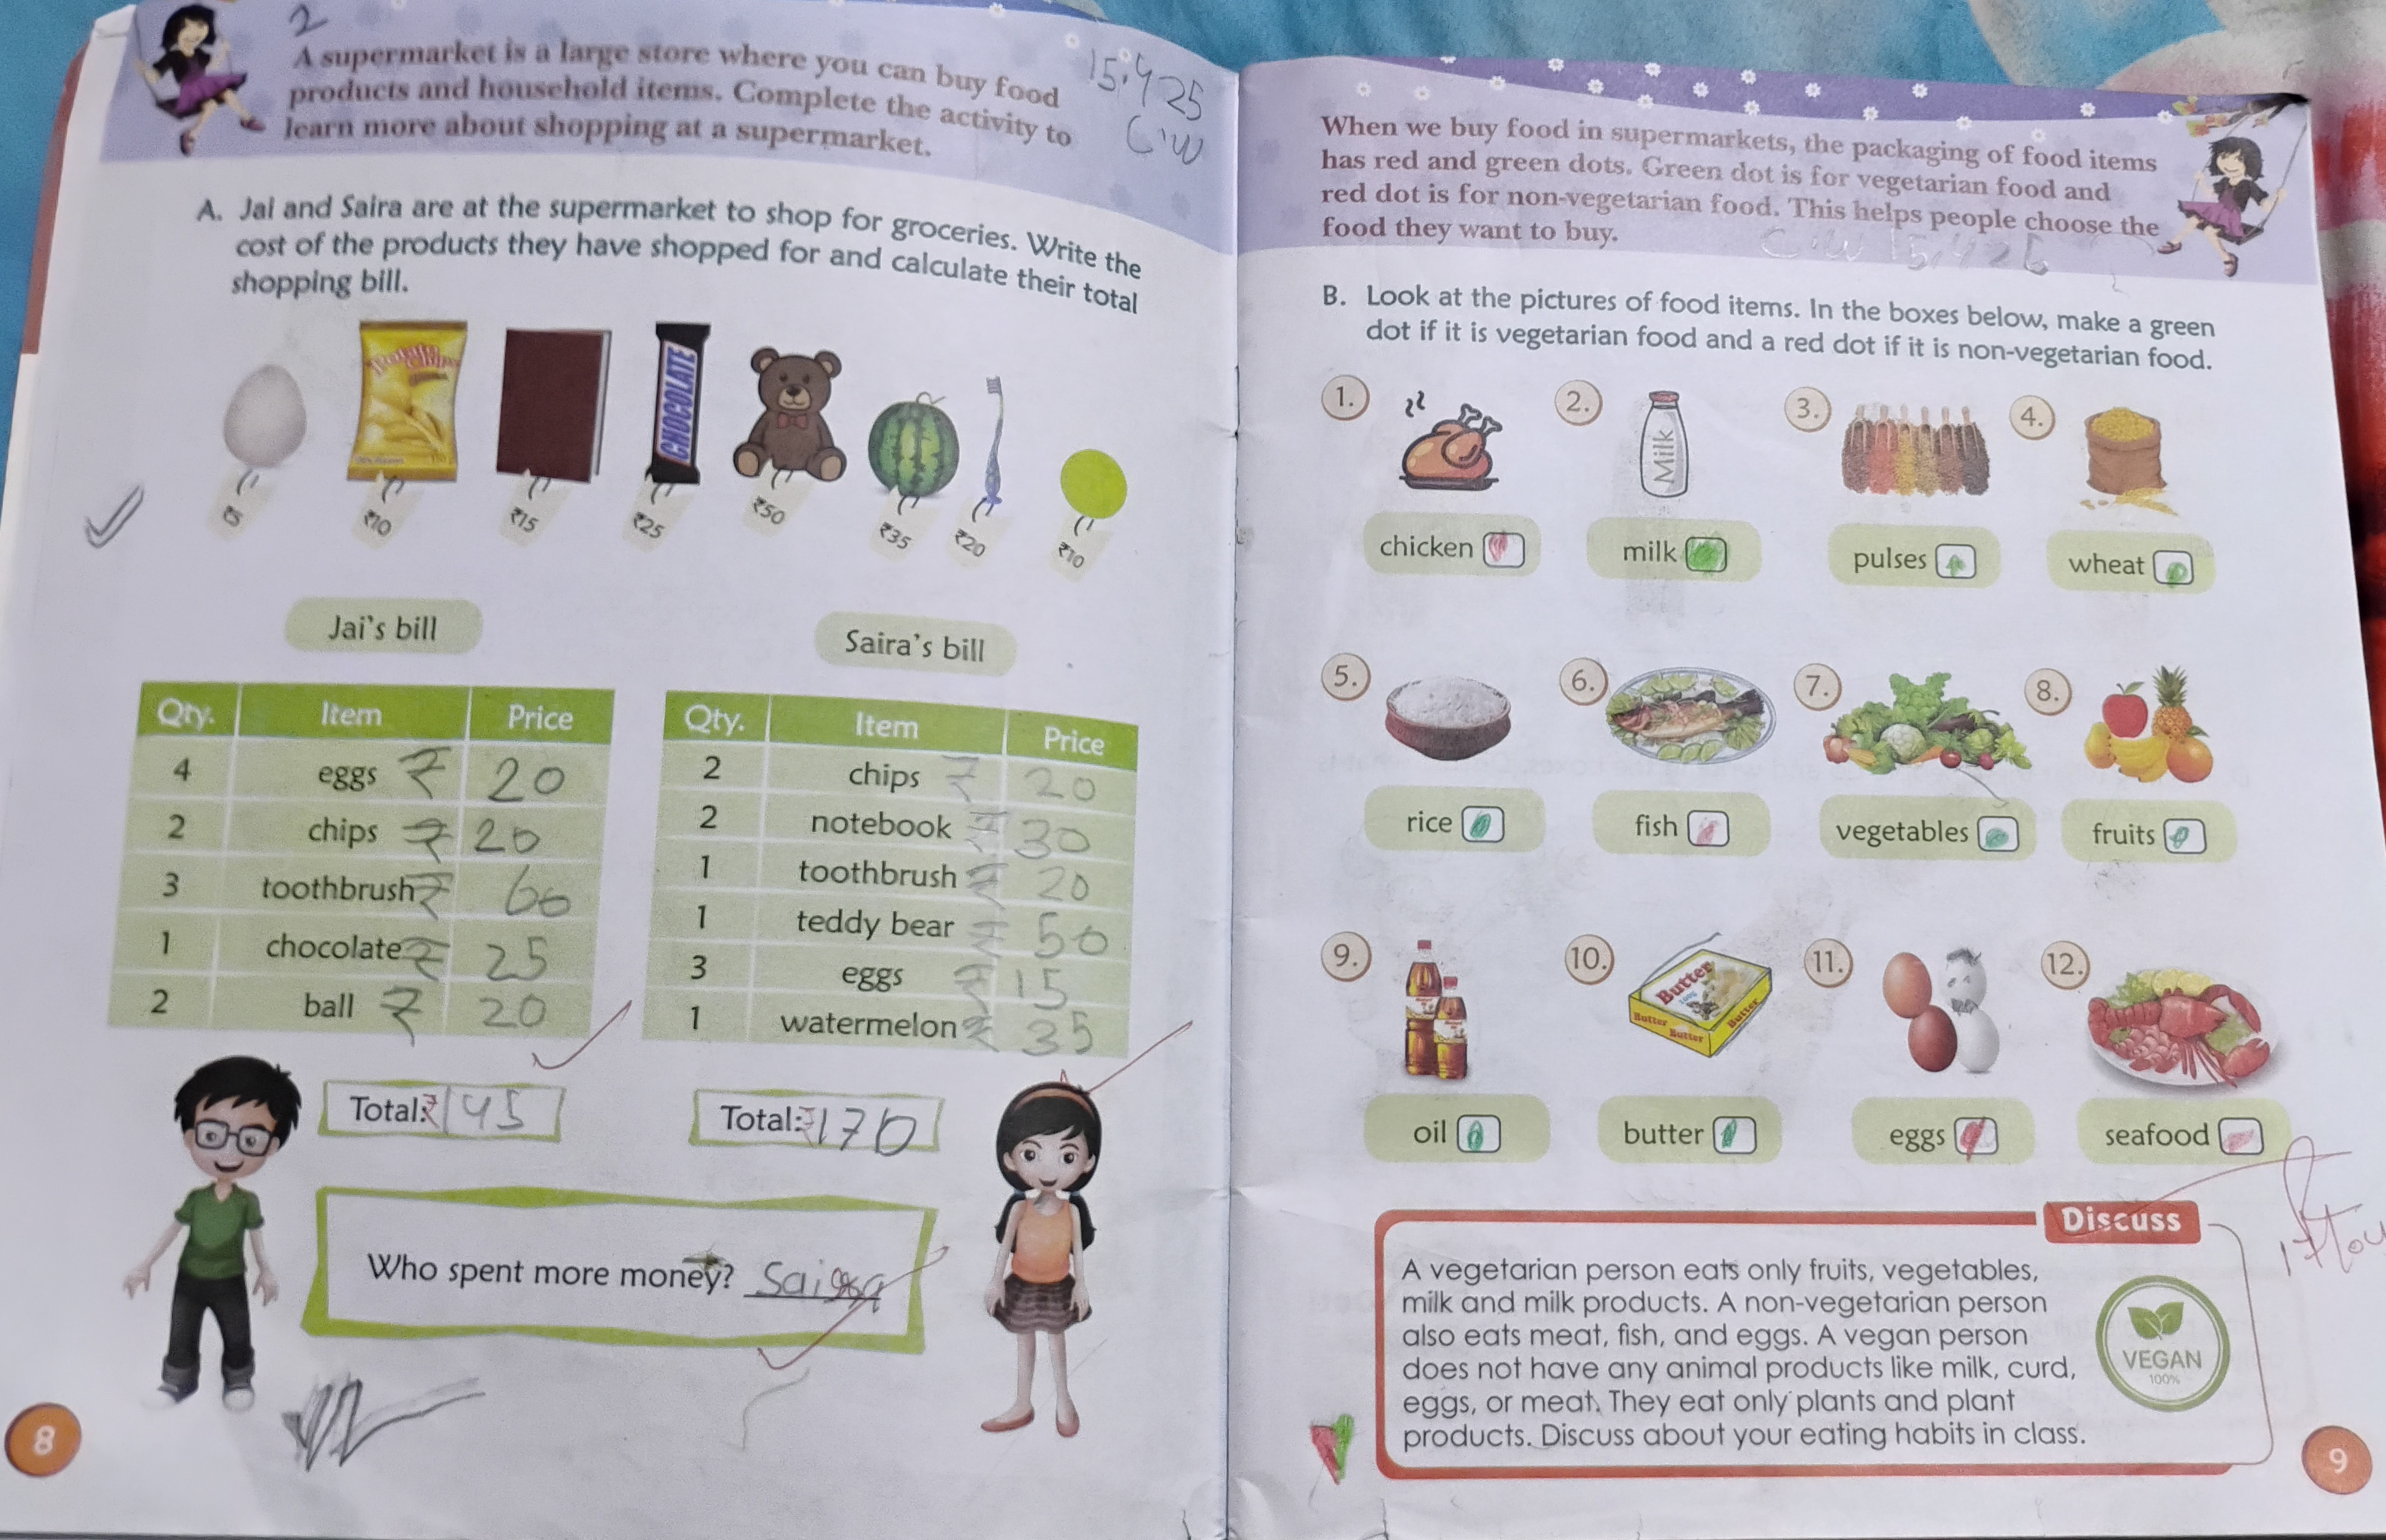 2
A supermarket is a large store where you can buy food
products and household items. Complete the activity to
learn more about shopping at a supermarket.
15.4.25
C.W
A. Jai and Saira are at the supermarket to shop for groceries. Write the
cost of the products they have shopped for and calculate their total
shopping bill.
Potato Chips
CHOCOLATE
₹5
₹10
₹15
₹25
₹50
₹35
₹20
₹10
Jai's bill
Qty. Item Price
4 eggs ₹ 20
2 chips ₹ 20
3 toothbrush ₹ 60
1 chocolate ₹ 25
2 ball ₹ 20
Total: ₹145
Saira's bill
Qty. Item Price
2 chips ₹ 20
2 notebook ₹ 30
1 toothbrush ₹ 20
1 teddy bear ₹ 50
3 eggs ₹ 15
1 watermelon ₹ 35
Total: ₹170
Who spent more money? Saira
8
When we buy food in supermarkets, the packaging of food items
has red and green dots. Green dot is for vegetarian food and
red dot is for non-vegetarian food. This helps people choose the
food they want to buy.
C.W 15.4.25
B. Look at the pictures of food items. In the boxes below, make a green
dot if it is vegetarian food and a red dot if it is non-vegetarian food.
1. 2. 3. 4.
Milk
chicken milk pulses wheat
5. 6. 7. 8.
rice fish vegetables fruits
9. 10. 11. 12.
Butter
Butter Butter Butter
oil butter eggs seafood
Discuss
A vegetarian person eats only fruits, vegetables,
milk and milk products. A non-vegetarian person
also eats meat, fish, and eggs. A vegan person
does not have any animal products like milk, curd,
eggs, or meat. They eat only plants and plant
products. Discuss about your eating habits in class.
VEGAN
100%
9